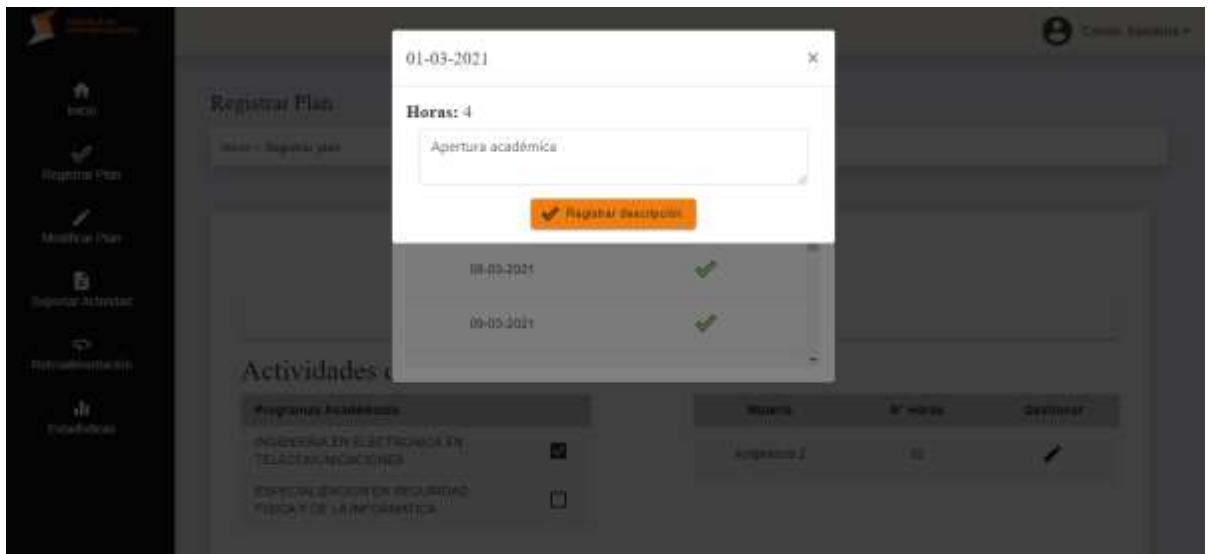 01-03-2021 ×
Horas: 4
Apertura académica
Registrar descripción
Registrar Plan
Inicio
Registrar Plan
Modificar Plan
Reportar Actividad
Retroalimentación
Estadísticas
08-03-2021
09-03-2021
Actividades
Programas Académicos
INGENIERIA EN ELECTRONICA EN
TELECOMUNICACIONES
ESPECIALIZACION EN SEGURIDAD
FISICA Y DE LA INFORMATICA
Materia N° Horas Gestionar
Asignatura 2